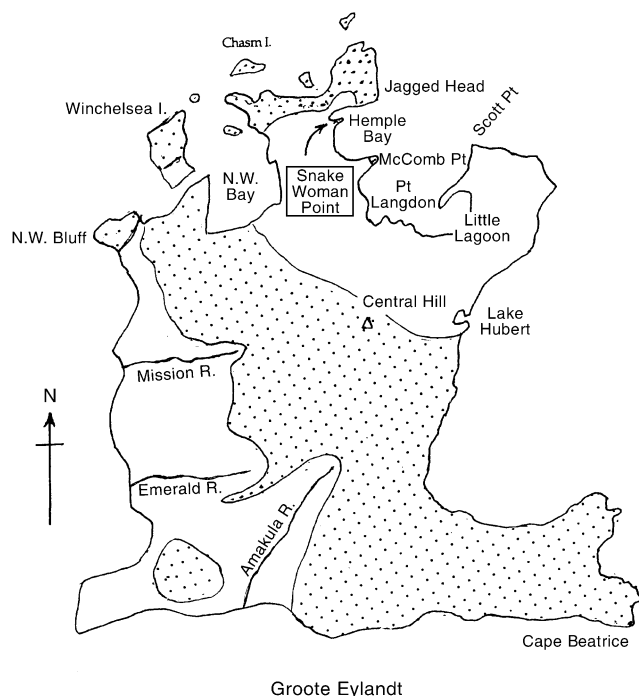 Chasm I.
Jagged Head
Winchelsea I.
Scott Pt
Hemple
Bay
McComb Pt
Snake
Woman
Point
N.W.
Bay
Pt
Langdon
Little
Lagoon
N.W. Bluff
Central Hill
Lake
Hubert
Mission R.
N
Emerald R.
Amakula R.
Cape Beatrice
Groote Eylandt